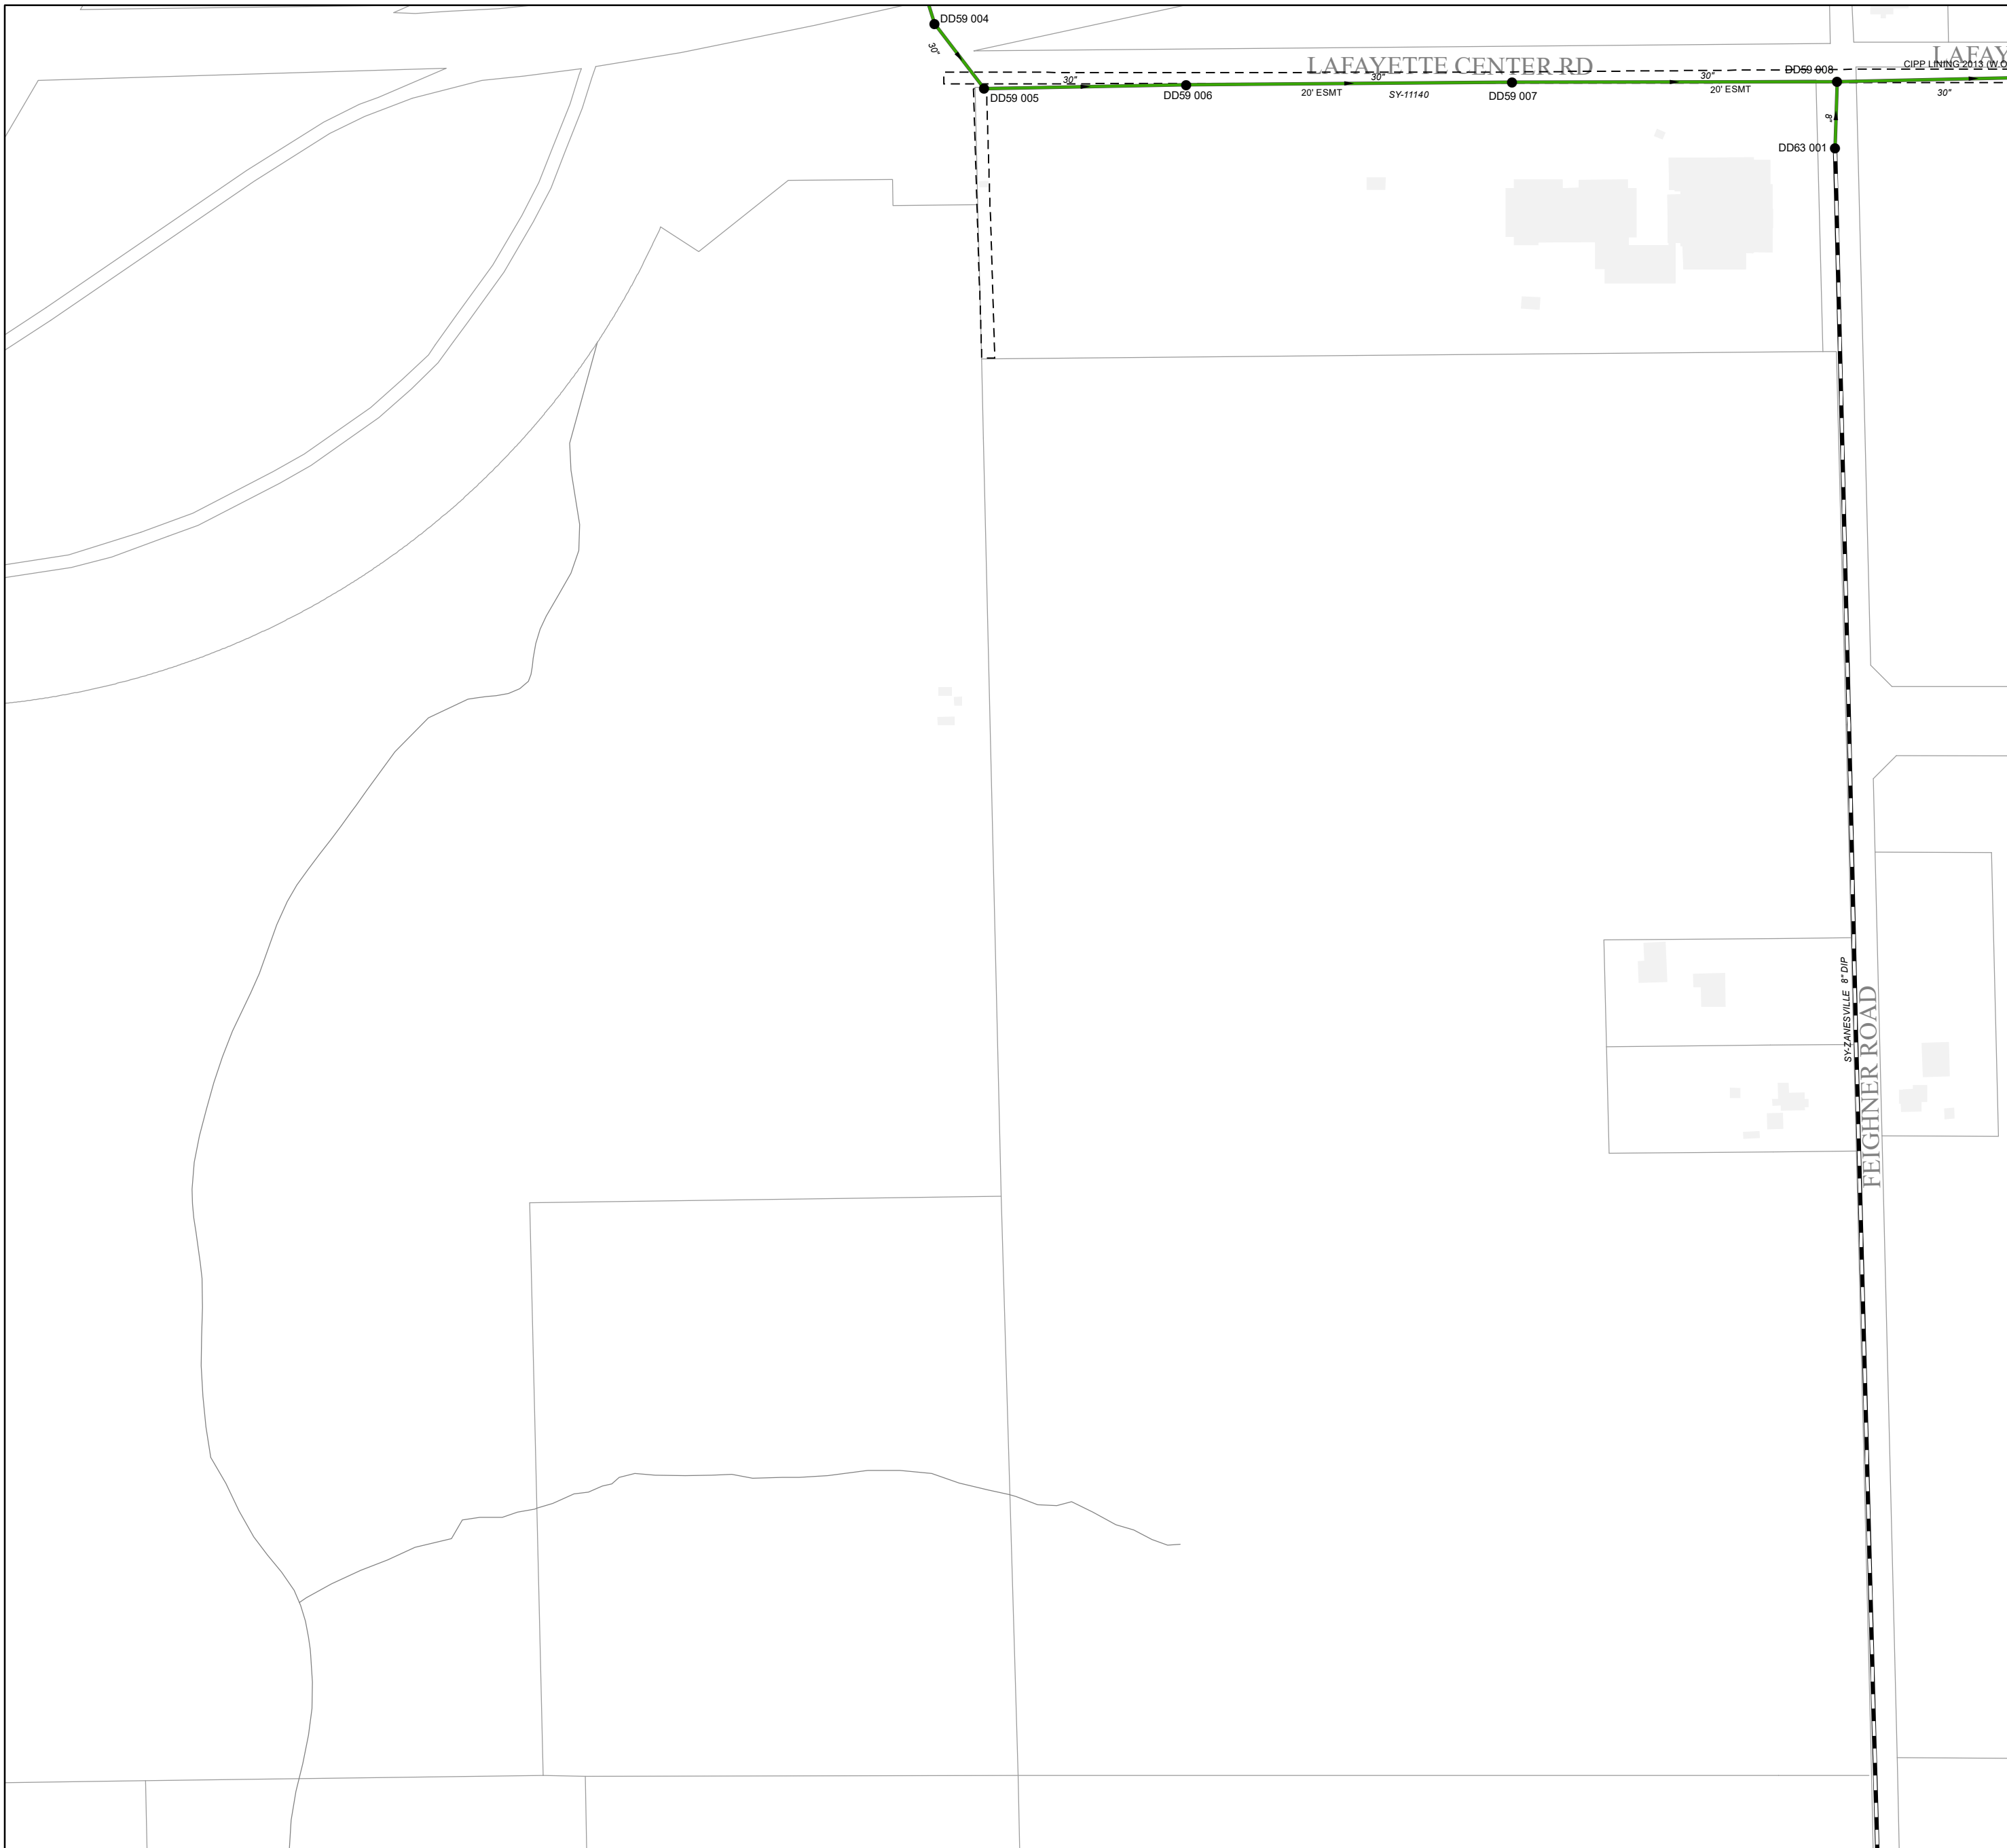 DD59 004
30"
LAFAYETTE CENTER RD
LAFAY
CIPP LINING 2013 (W.O
DD59 008
30"
30"
30"
DD59 005
DD59 006
20' ESMT
SY-11140
DD59 007
20' ESMT
30"
8"
DD63 001
SY-ZANESVILLE 8" DIP
FEIGHNER ROAD